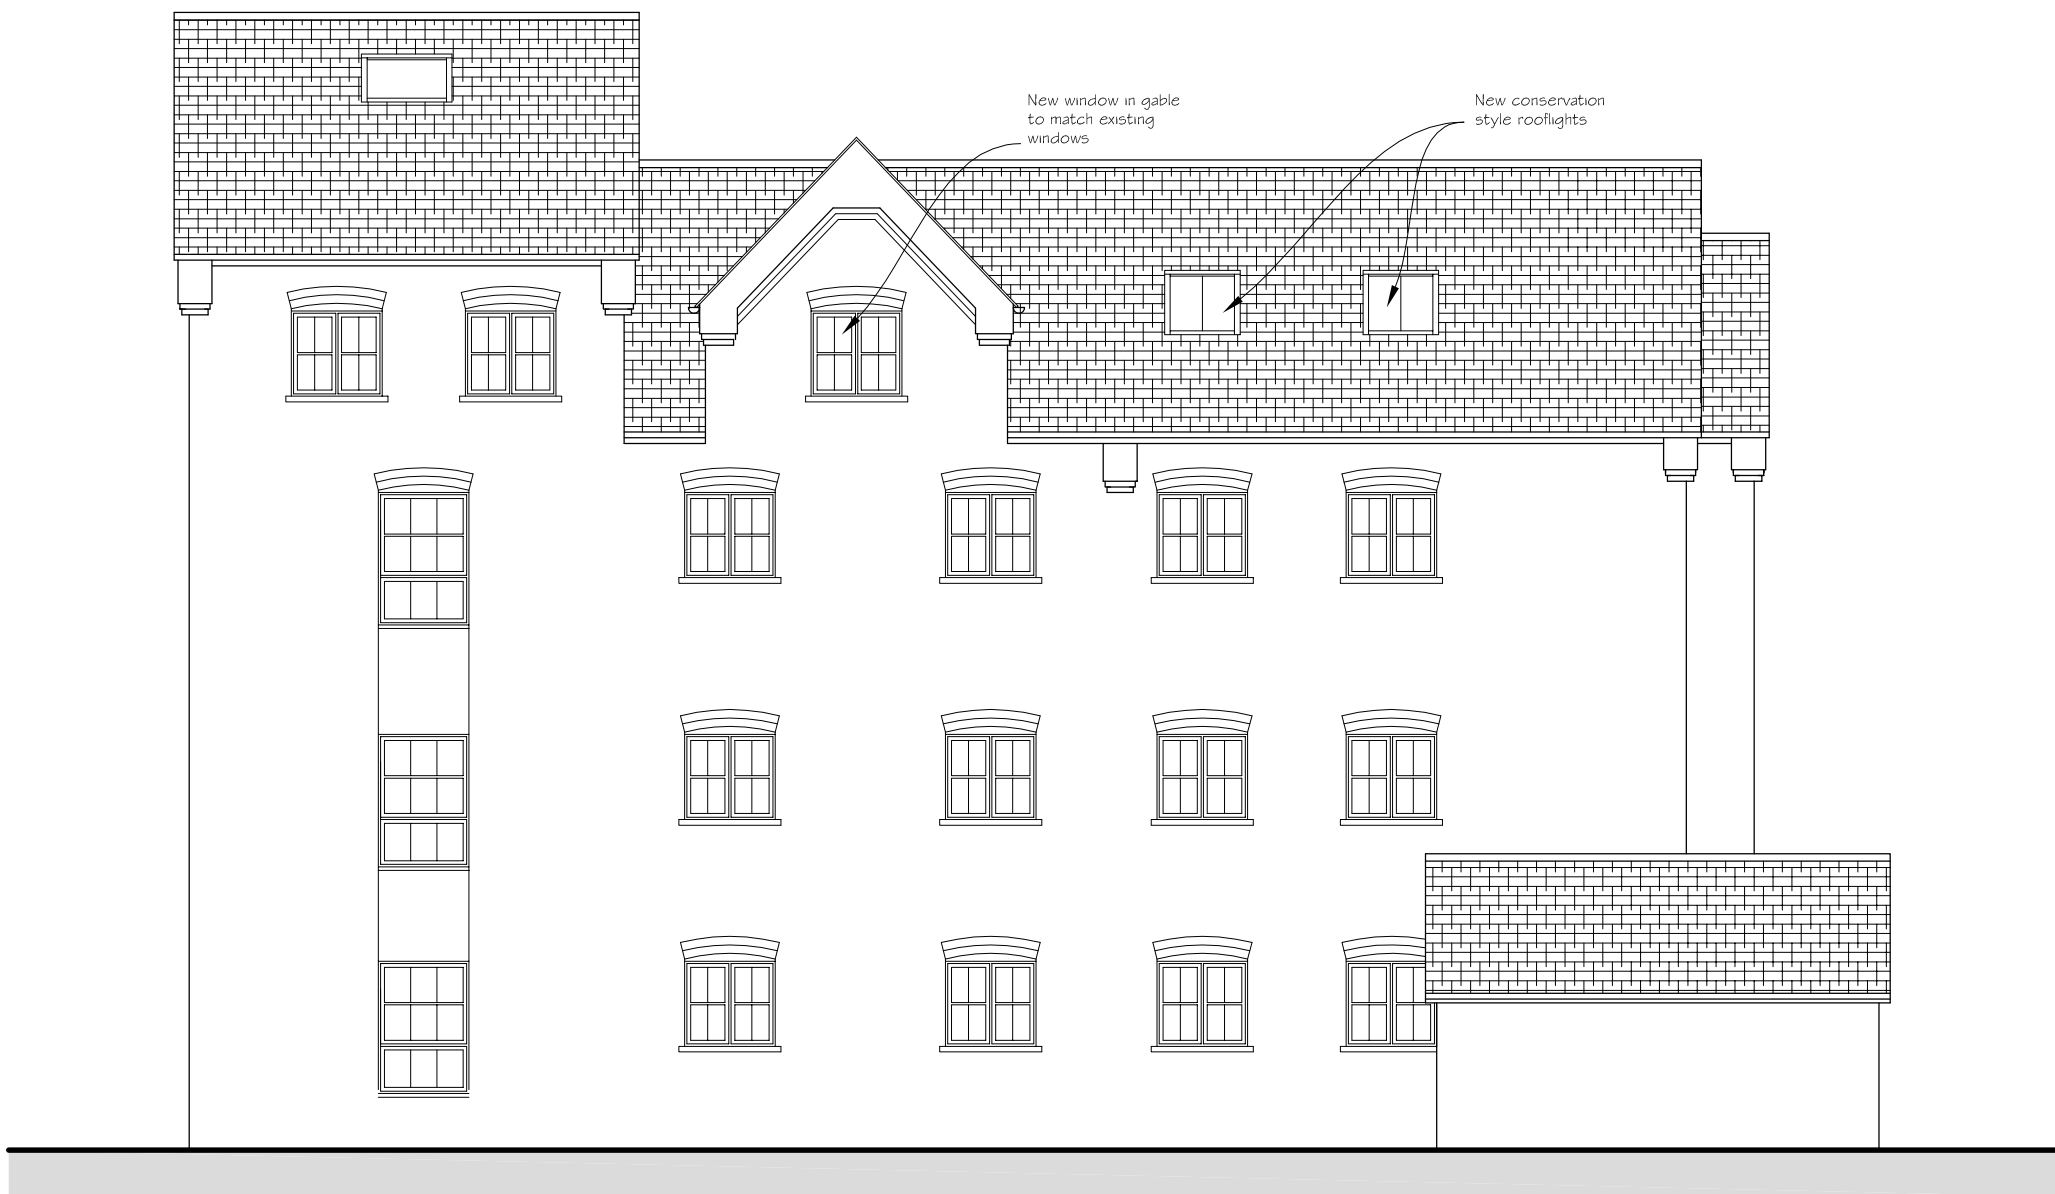 New window in gable
to match existing
windows
New conservation
style rooflights